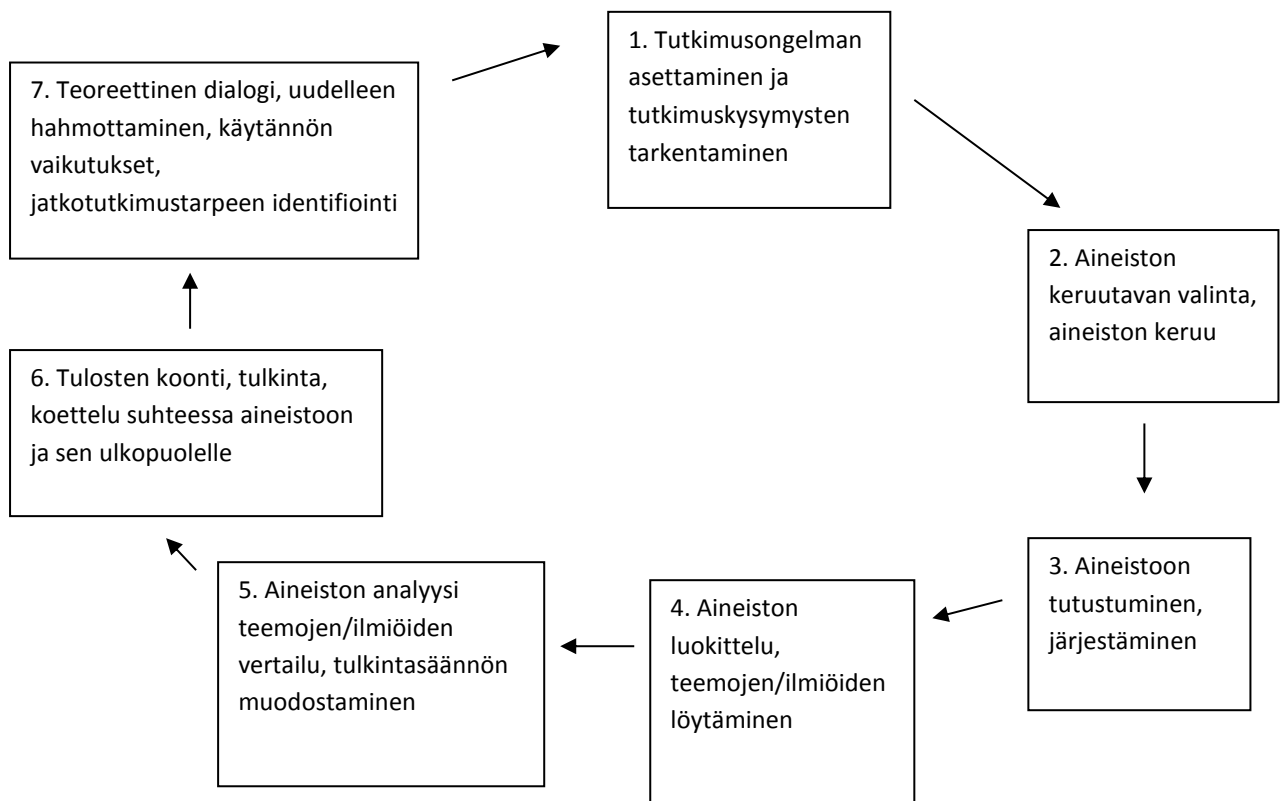 1. Tutkimusongelman
asettaminen ja
tutkimuskysymysten
tarkentaminen
2. Aineiston
keruutavan valinta,
aineiston keruu
3. Aineistoon
tutustuminen,
järjestäminen
4. Aineiston
luokittelu,
teemojen/ilmiöiden
löytäminen
5. Aineiston analyysi
teemojen/ilmiöiden
vertailu, tulkintasäännön
muodostaminen
6. Tulosten koonti, tulkinta,
koettelu suhteessa aineistoon
ja sen ulkopuolelle
7. Teoreettinen dialogi, uudelleen
hahmottaminen, käytännön
vaikutukset,
jatkotutkimustarpeen identifiointi